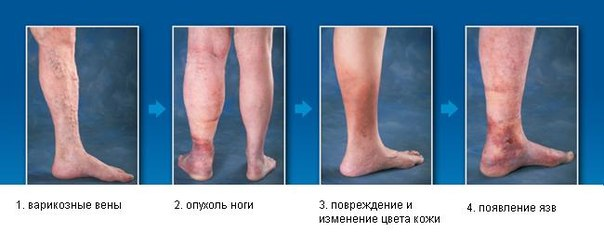 1. варикозные вены
2. опухоль ноги
3. повреждение и
изменение цвета кожи
4. появление язв